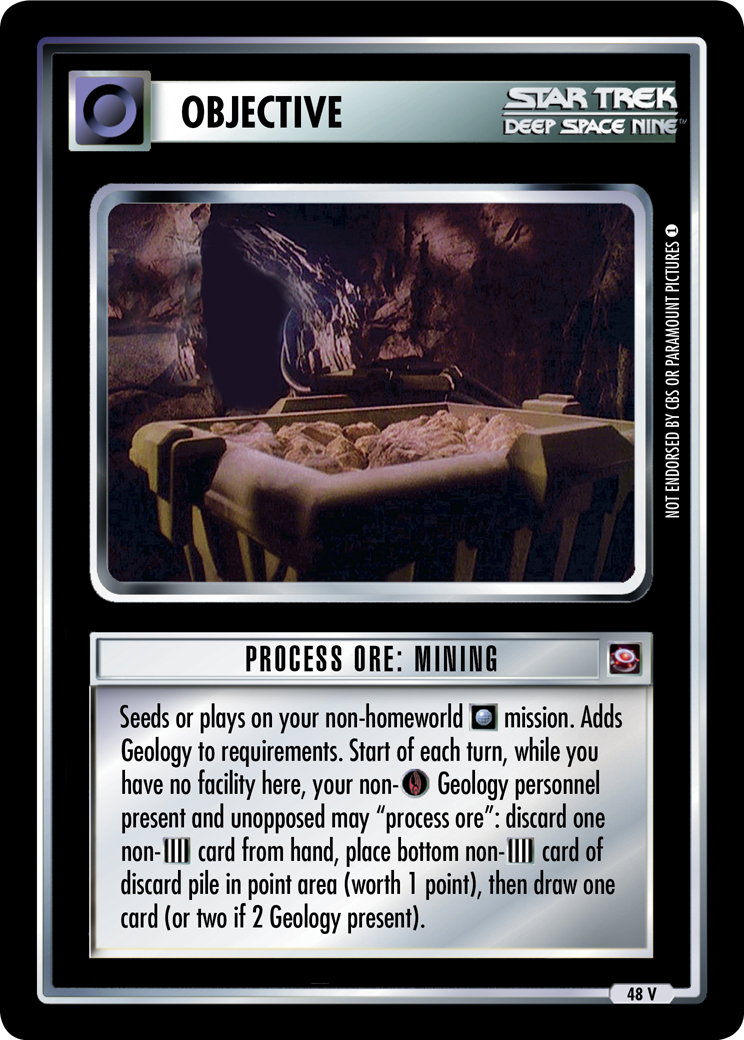 OBJECTIVE
STAR TREK
DEEP SPACE NINE™
NOT ENDORSED BY CBS OR PARAMOUNT PICTURES 1
PROCESS ORE: MINING
Seeds or plays on your non-homeworld mission. Adds
Geology to requirements. Start of each turn, while you
have no facility here, your non- Geology personnel
present and unopposed may “process ore”: discard one
non- card from hand, place bottom non- card of
discard pile in point area (worth 1 point), then draw one
card (or two if 2 Geology present).
48 V